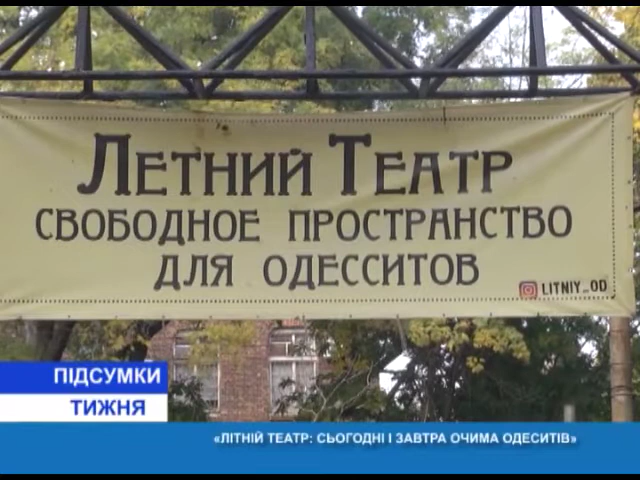 Летний Театр
свободное пространство
для одесситов
LITNIY_OD
ПІДСУМКИ
ТИЖНЯ
«ЛІТНІЙ ТЕАТР: СЬОГОДНІ І ЗАВТРА ОЧИМА ОДЕСИТІВ»